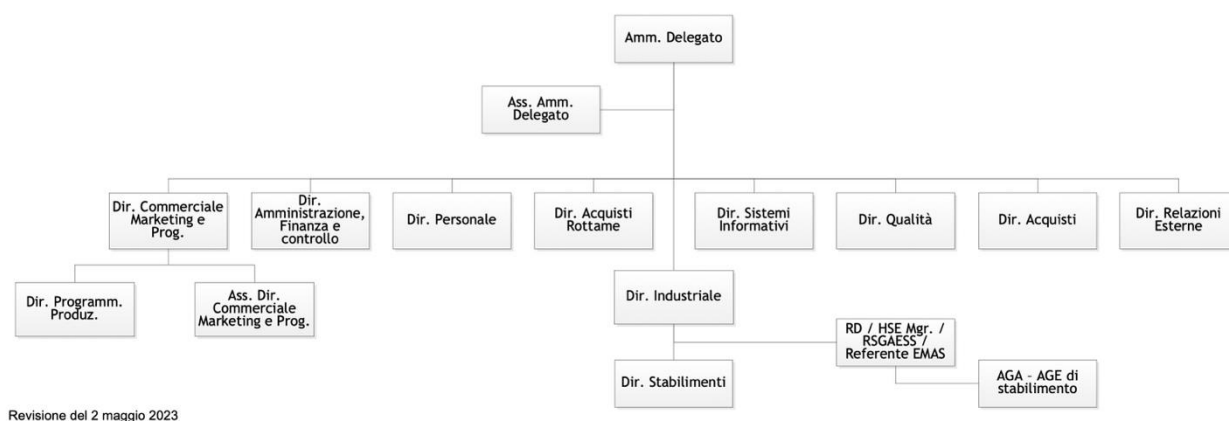 Amm. Delegato
Ass. Amm.
Delegato
Dir. Commerciale
Marketing e
Prog.
Dir.
Amministrazione,
Finanza e
controllo
Dir. Personale
Dir. Acquisti
Rottame
Dir. Sistemi
Informativi
Dir. Qualità
Dir. Acquisti
Dir. Relazioni
Esterne
Dir. Programm.
Produz.
Ass. Dir.
Commerciale
Marketing e Prog.
Dir. Industriale
RD / HSE Mgr. /
RSGAESS /
Referente EMAS
Dir. Stabilimenti
AGA - AGE di
stabilimento
Revisione del 2 maggio 2023